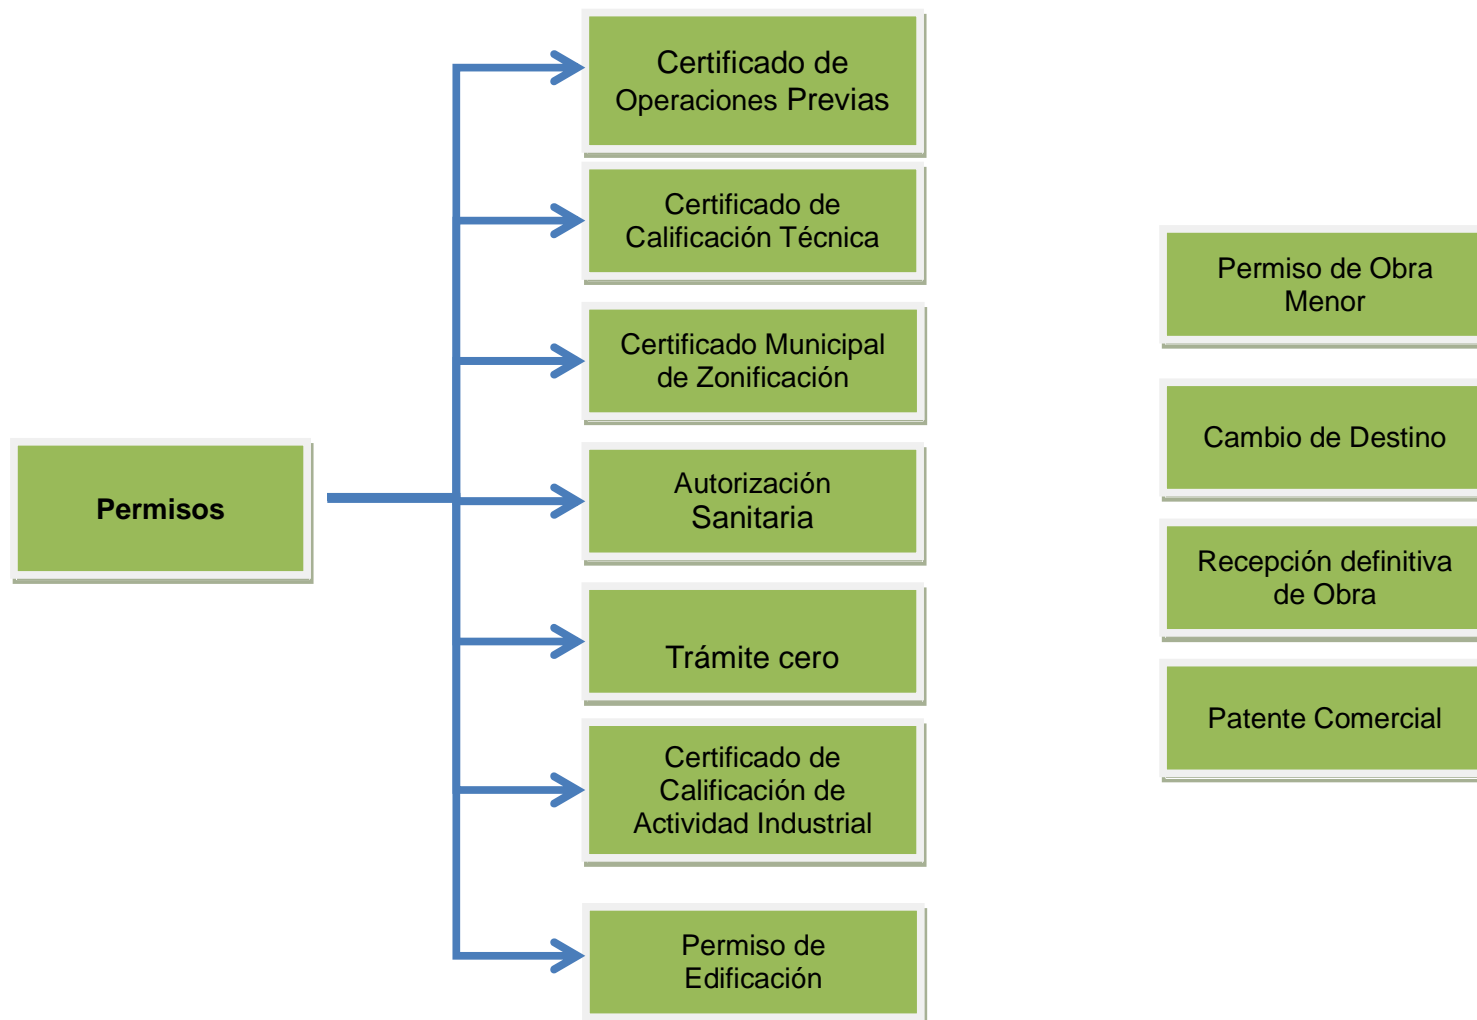 Permisos
Certificado de
Operaciones Previas
Certificado de
Calificación Técnica
Certificado Municipal
de Zonificación
Autorización
Sanitaria
Trámite cero
Certificado de
Calificación de
Actividad Industrial
Permiso de
Edificación
Permiso de Obra
Menor
Cambio de Destino
Recepción definitiva
de Obra
Patente Comercial